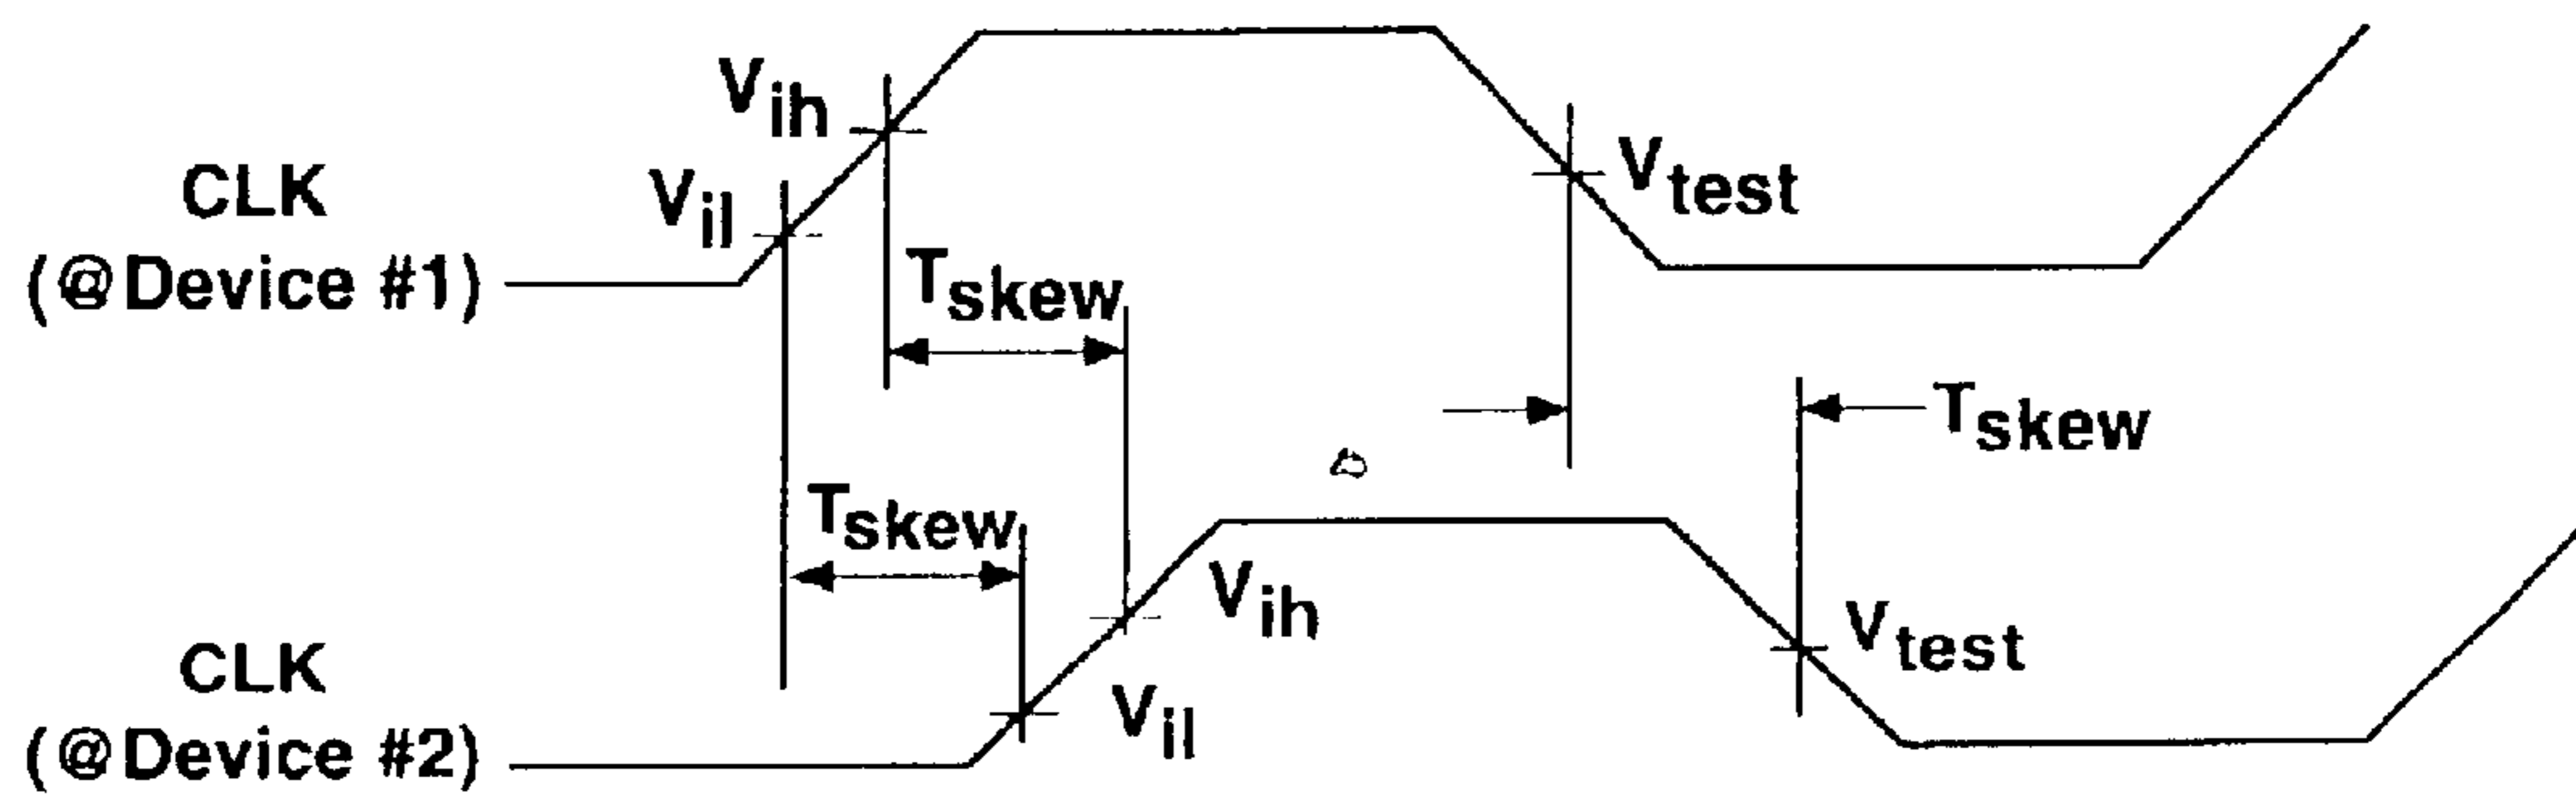 V_ih
V_il
CLK
(@Device #1)
V_test
T_skew
T_skew
T_skew
V_ih
CLK
(@Device #2)
V_il
V_test